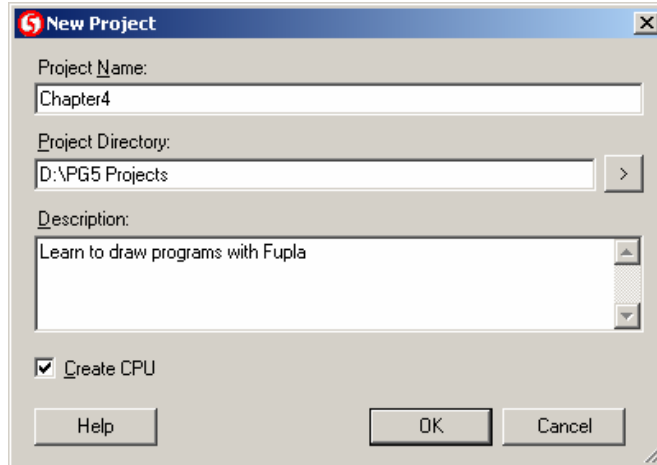 New Project
Project Name:
Chapter4
Project Directory:
D:\PG5 Projects
>
Description:
Learn to draw programs with Fupla
Create CPU
Help
OK
Cancel